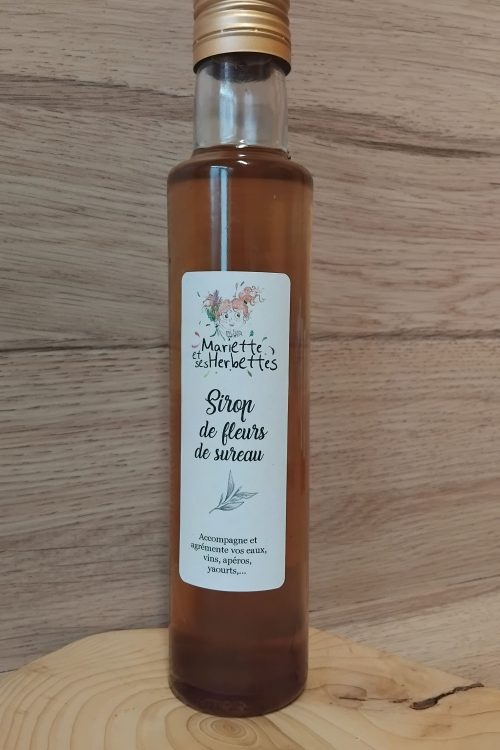 Mariette
et ses Herbettes
Sirop
de fleurs
de sureau
Accompagne et
agrémente vos eaux,
vins, apéros,
yaourts,...